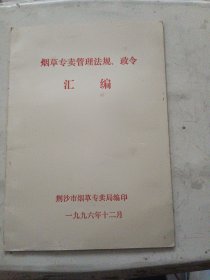 烟草专卖管理法规、政令
汇编
荆沙市烟草专卖局编印
一九九六年十二月